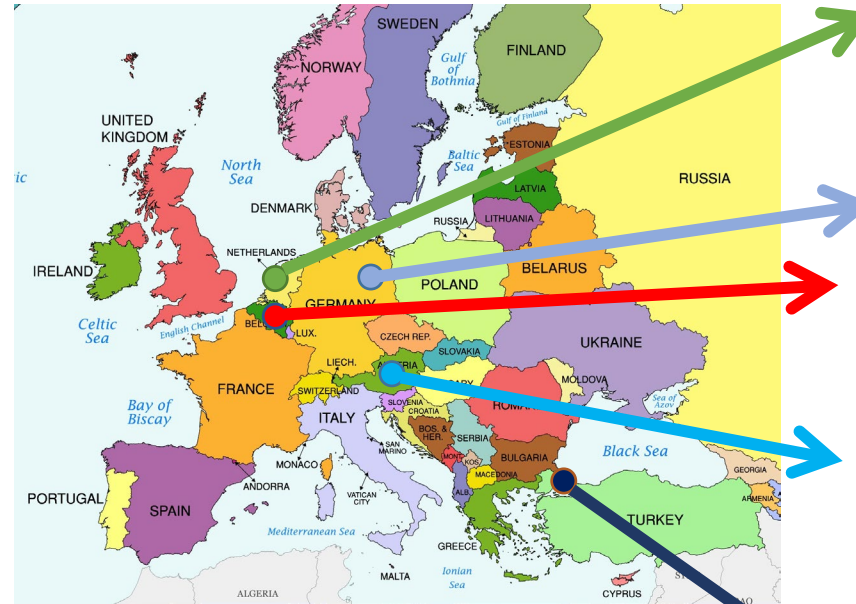 SWEDEN
FINLAND
NORWAY
Gulf
of
Bothnia
UNITED
KINGDOM
Gulf of Finland
ESTONIA
Baltic
Sea
North
Sea
tic
LATVIA
RUSSIA
DENMARK
LITHUANIA
RUSSIA
NETHERLANDS
IRELAND
BELARUS
POLAND
GERMANY
Celtic
Sea
English Channel
LUX.
CZECH REP.
UKRAINE
SLOVAKIA
LIECH.
MOLDOVA
FRANCE
SWITZERLAND
Sea of
Azov
SLOVENIA
Bay of
Biscay
ITALY
CROATIA
BOS. &
HER.
SERBIA
SAN
MARINO
Black Sea
MONT.
KOS.
BULGARIA
MONACO
GEORGIA
MACEDONIA
ANDORRA
ALB.
ARMENIA
PORTUGAL
VATICAN
CITY
SPAIN
TURKEY
Mediterranean Sea
GREECE
MALTA
Ionian
Sea
CYPRUS
ALGERIA